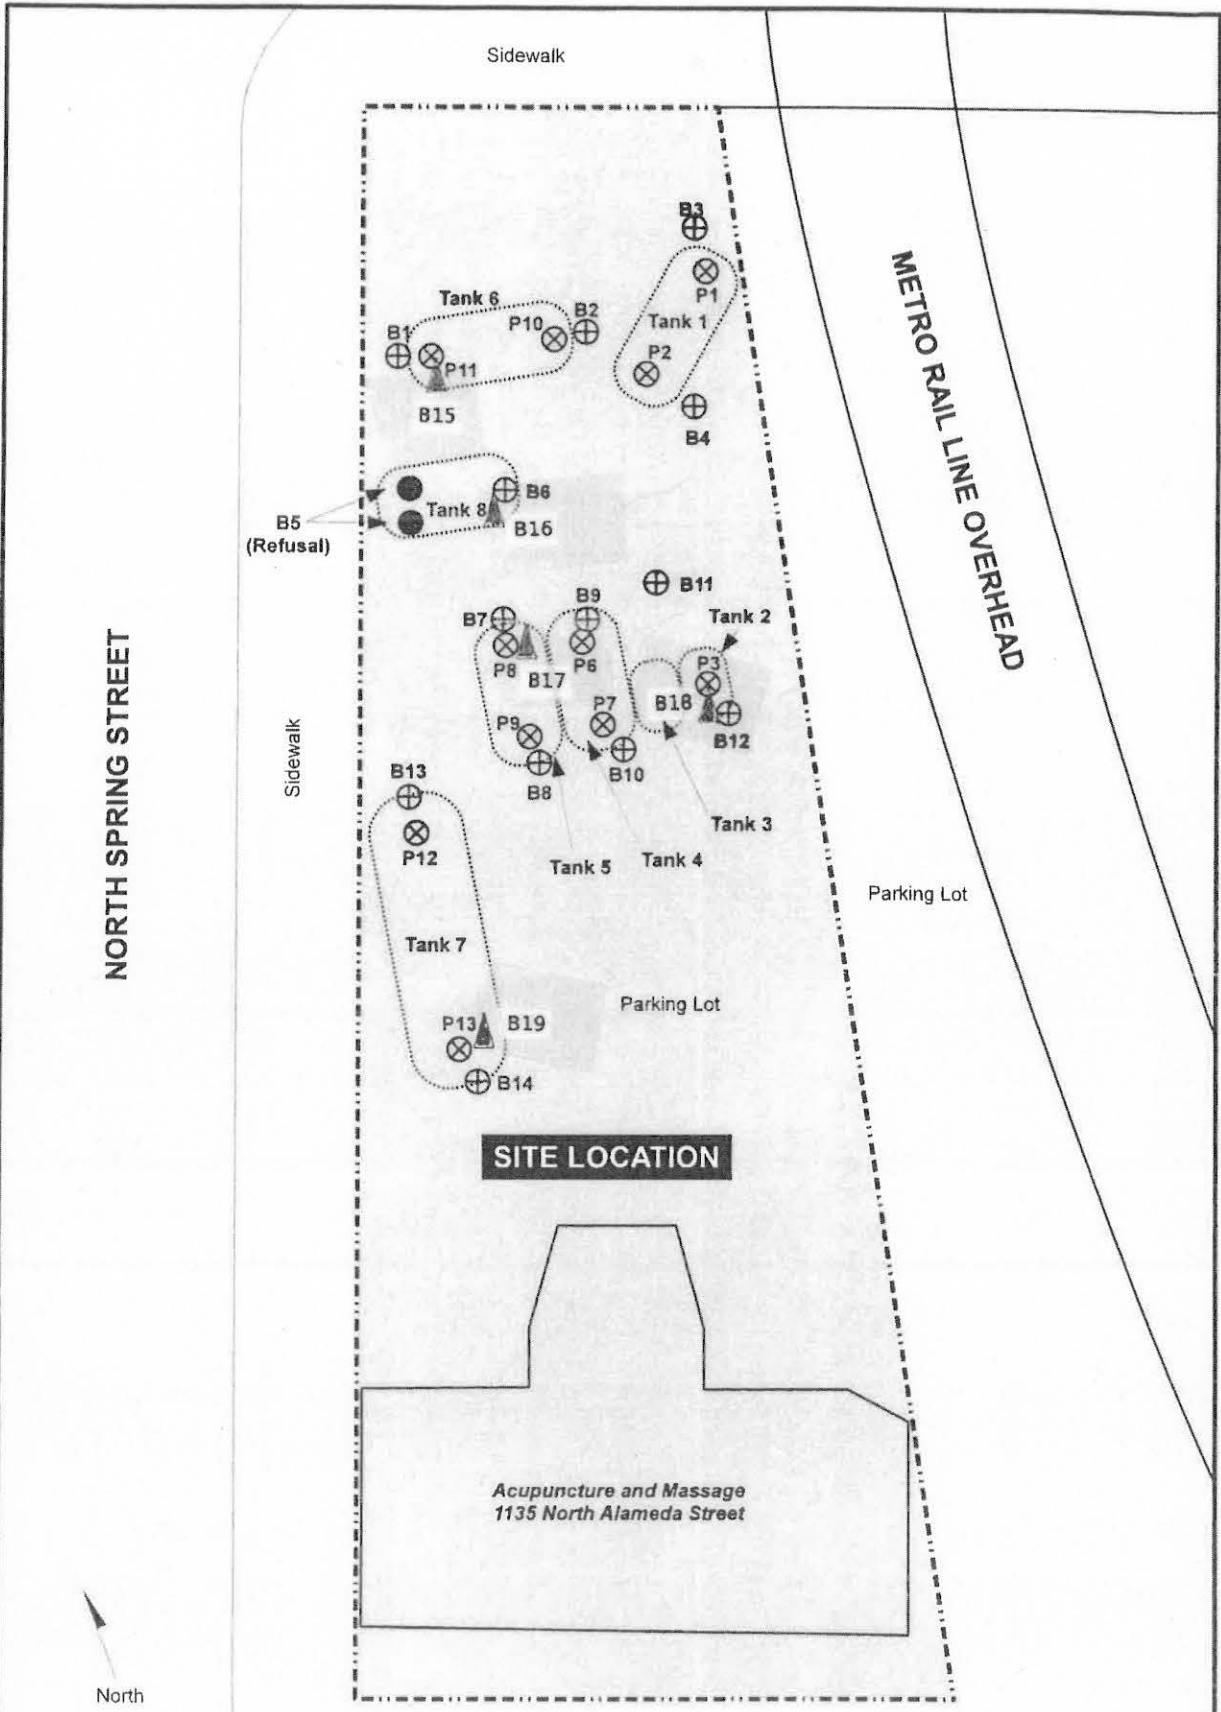 Sidewalk
B3
P1
Tank 6
Tank 1
B1
P10
B2
P2
P11
B15
B4
METRO RAIL LINE OVERHEAD
B6
Tank 8
B16
B5
(Refusal)
B11
B9
B7
Tank 2
P8
P6
P3
B17
B18
P7
P9
B12
B10
B8
NORTH SPRING STREET
Sidewalk
B13
Tank 3
P12
Tank 5
Tank 4
Parking Lot
Tank 7
Parking Lot
P13
B19
B14
SITE LOCATION
Acupuncture and Massage
1135 North Alameda Street
North